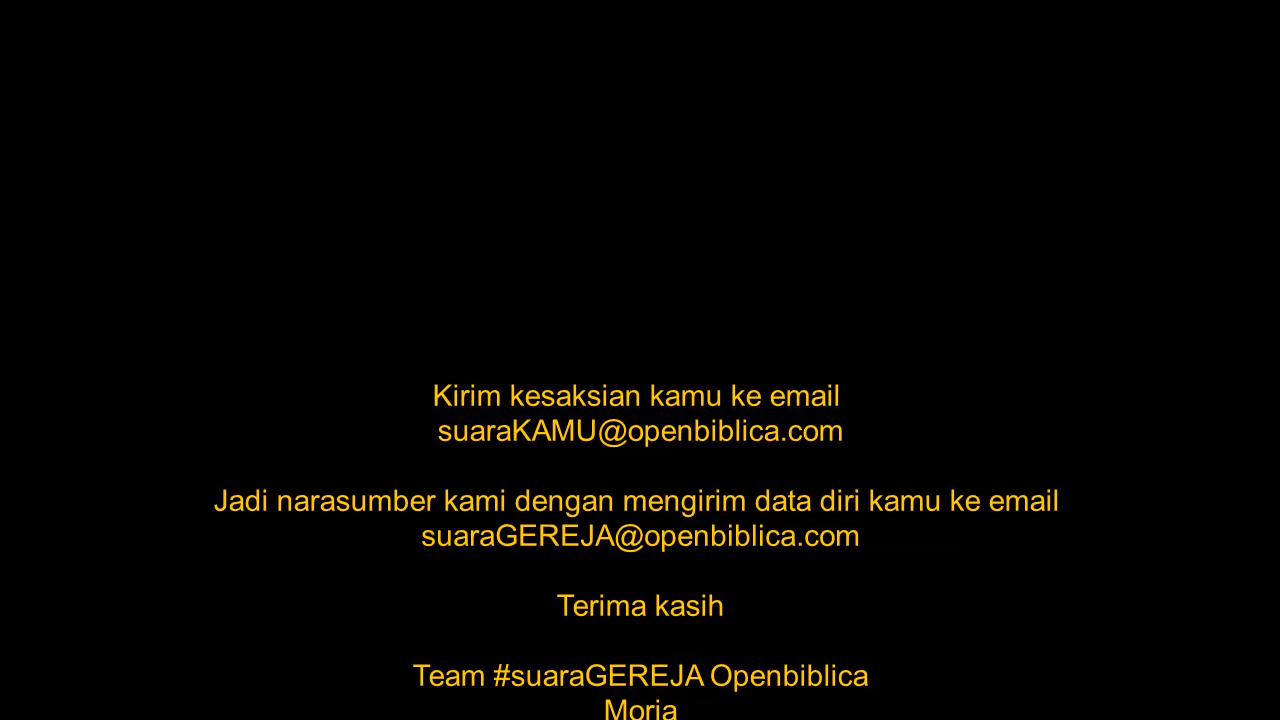 Kirim kesaksian kamu ke email
suaraKAMU@openbiblica.com
Jadi narasumber kami dengan mengirim data diri kamu ke email
suaraGEREJA@openbiblica.com
Terima kasih
Team #suaraGEREJA Openbiblica
Moria